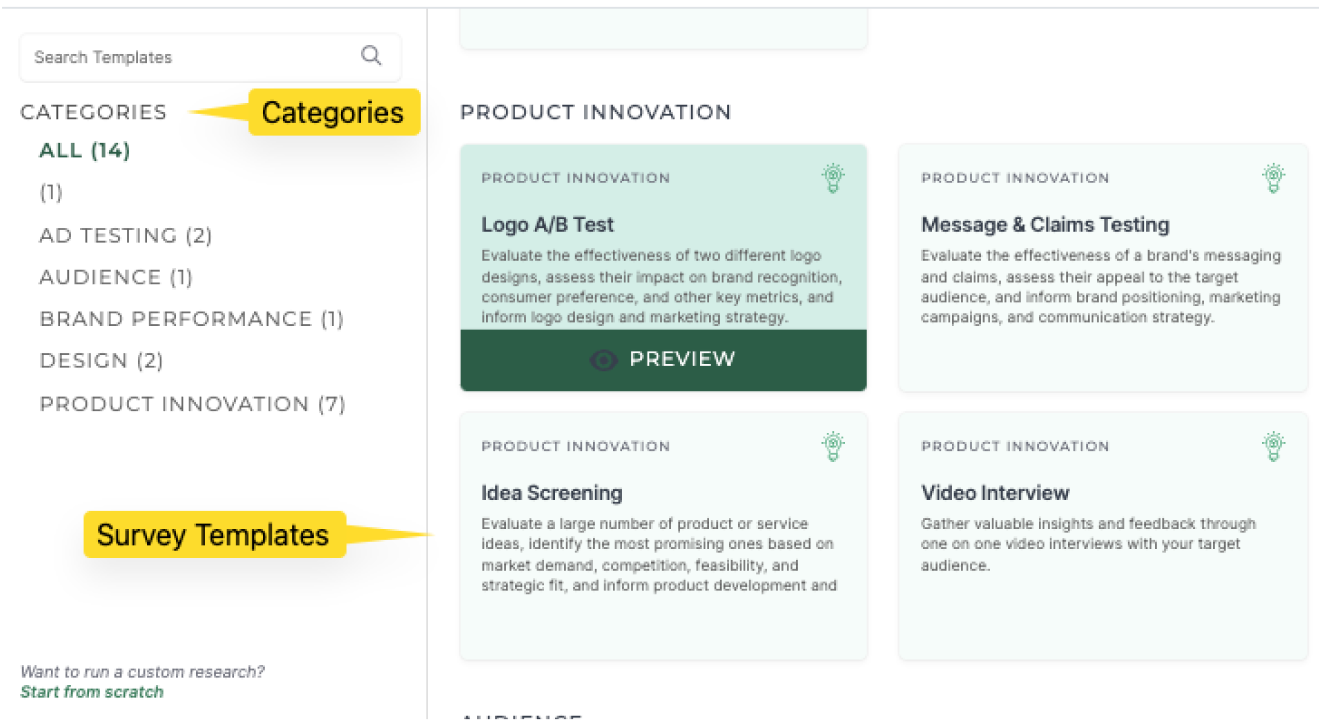 Search Templates
CATEGORIES
Categories
ALL (14)
(1)
AD TESTING (2)
AUDIENCE (1)
BRAND PERFORMANCE (1)
DESIGN (2)
PRODUCT INNOVATION (7)
Survey Templates
Want to run a custom research?
Start from scratch
PRODUCT INNOVATION
PRODUCT INNOVATION
Logo A/B Test
Evaluate the effectiveness of two different logo
designs, assess their impact on brand recognition,
consumer preference, and other key metrics, and
inform logo design and marketing strategy.
PREVIEW
PRODUCT INNOVATION
Message & Claims Testing
Evaluate the effectiveness of a brand's messaging
and claims, assess their appeal to the target
audience, and inform brand positioning, marketing
campaigns, and communication strategy.
PRODUCT INNOVATION
Idea Screening
Evaluate a large number of product or service
ideas, identify the most promising ones based on
market demand, competition, feasibility, and
strategic fit, and inform product development and
PRODUCT INNOVATION
Video Interview
Gather valuable insights and feedback through
one on one video interviews with your target
audience.
AUDIENCE